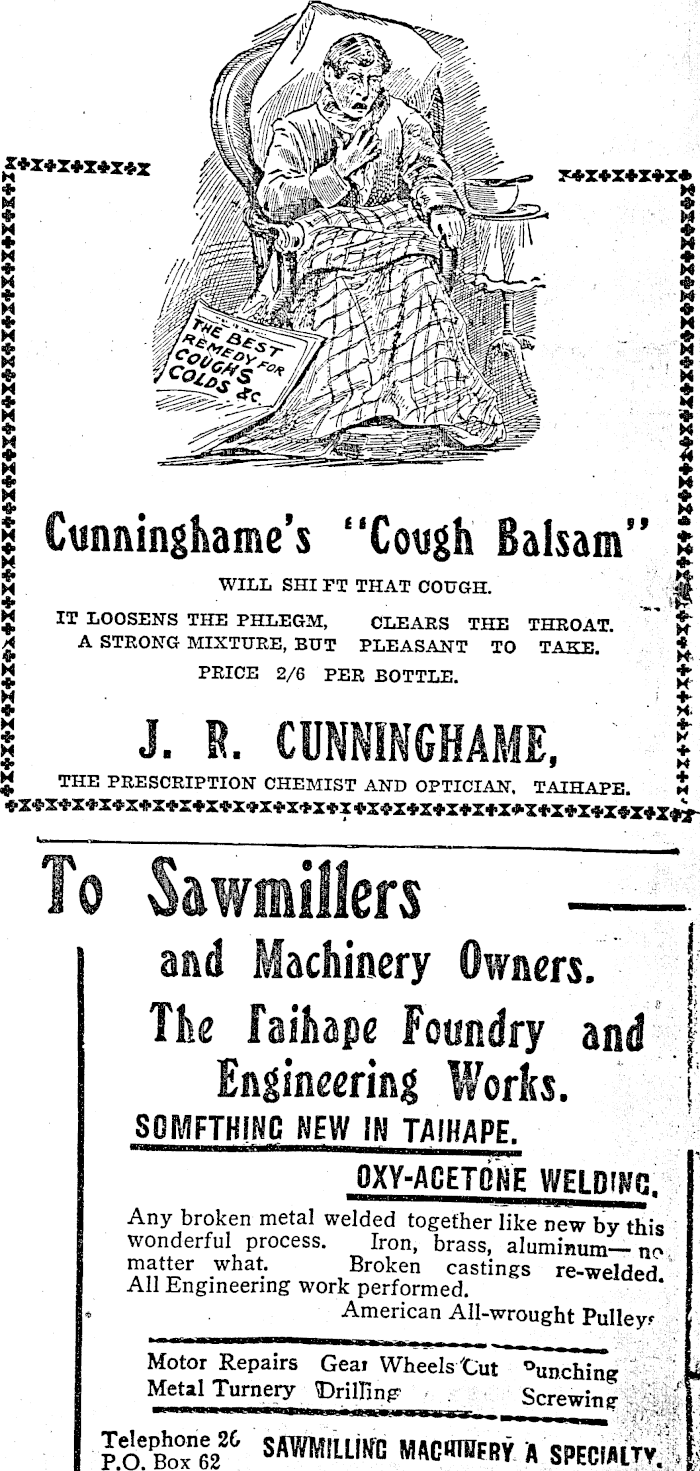 THE BEST
REMEDY FOR
COUGHS
COLDS &C.
Cunninghame's "Cough Balsam"
WILL SHIFT THAT COUGH.
IT LOOSENS THE PHLEGM, CLEARS THE THROAT.
A STRONG MIXTURE, BUT PLEASANT TO TAKE.
PRICE 2/6 PER BOTTLE.
J. R. CUNNINGHAME,
THE PRESCRIPTION CHEMIST AND OPTICIAN, TAIHAPE.
To Sawmillers
and Machinery Owners.
The Taihape Foundry and
Engineering Works.
SOMETHING NEW IN TAIHAPE.
OXY-ACETONE WELDING.
Any broken metal welded together like new by this
wonderful process. Iron, brass, aluminum— no
matter what. Broken castings re-welded.
All Engineering work performed.
American All-wrought Pulleys
Motor Repairs Gear Wheels Cut Punching
Metal Turnery Drilling Screwing
Telephone 26 SAWMILLING MACHINERY A SPECIALTY.
P.O. Box 62